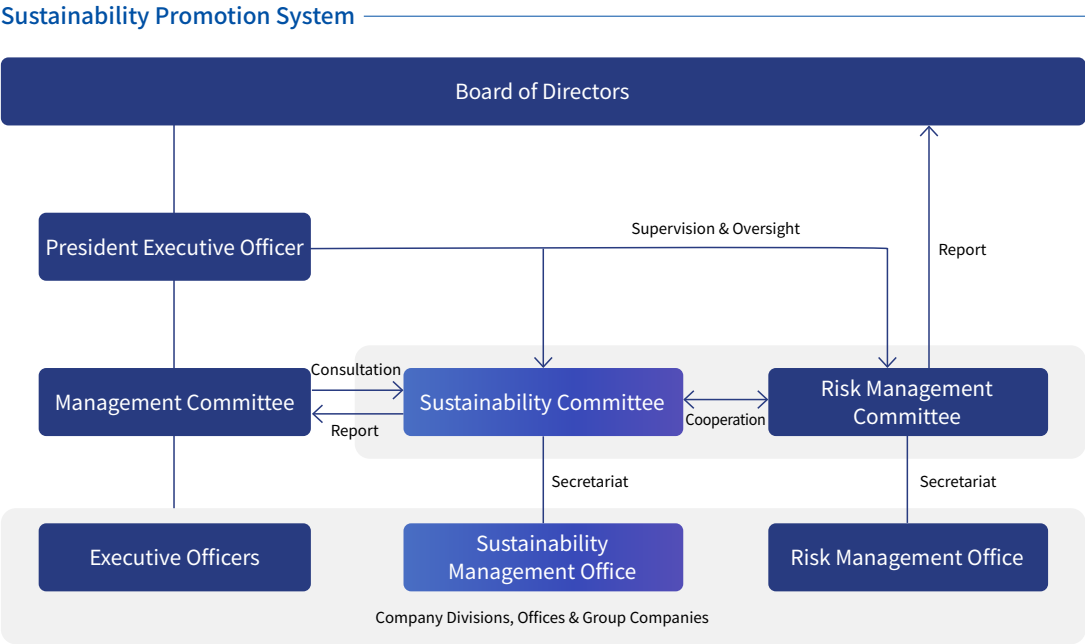 Sustainability Promotion System
Board of Directors
President Executive Officer
Supervision & Oversight
Report
Consultation
Management Committee
Report
Sustainability Committee
Cooperation
Risk Management
Committee
Secretariat
Secretariat
Executive Officers
Sustainability
Management Office
Risk Management Office
Company Divisions, Offices & Group Companies